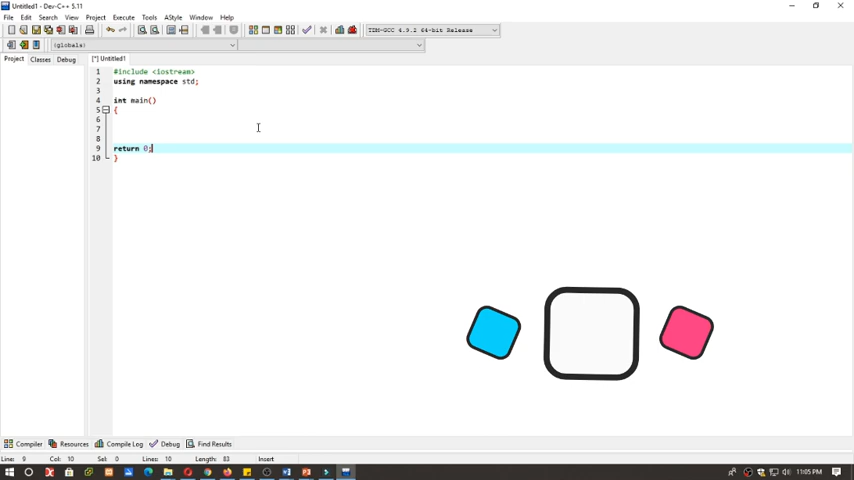 Untitled1 - Dev-C++ 5.11
File Edit Search View Project Execute Tools AStyle Window Help
TDM-GCC 4.9.2 64-bit Release
(globals)
Project Classes Debug
[*] Untitled1
1 #include <iostream>
2 using namespace std;
3
4 int main()
5 {
6
7
8
9 return 0;
10 }
Compiler Resources Compile Log Debug Find Results
Line: 9 Col: 10 Sel: 0 Lines: 10 Length: 83 Insert
11:05 PM